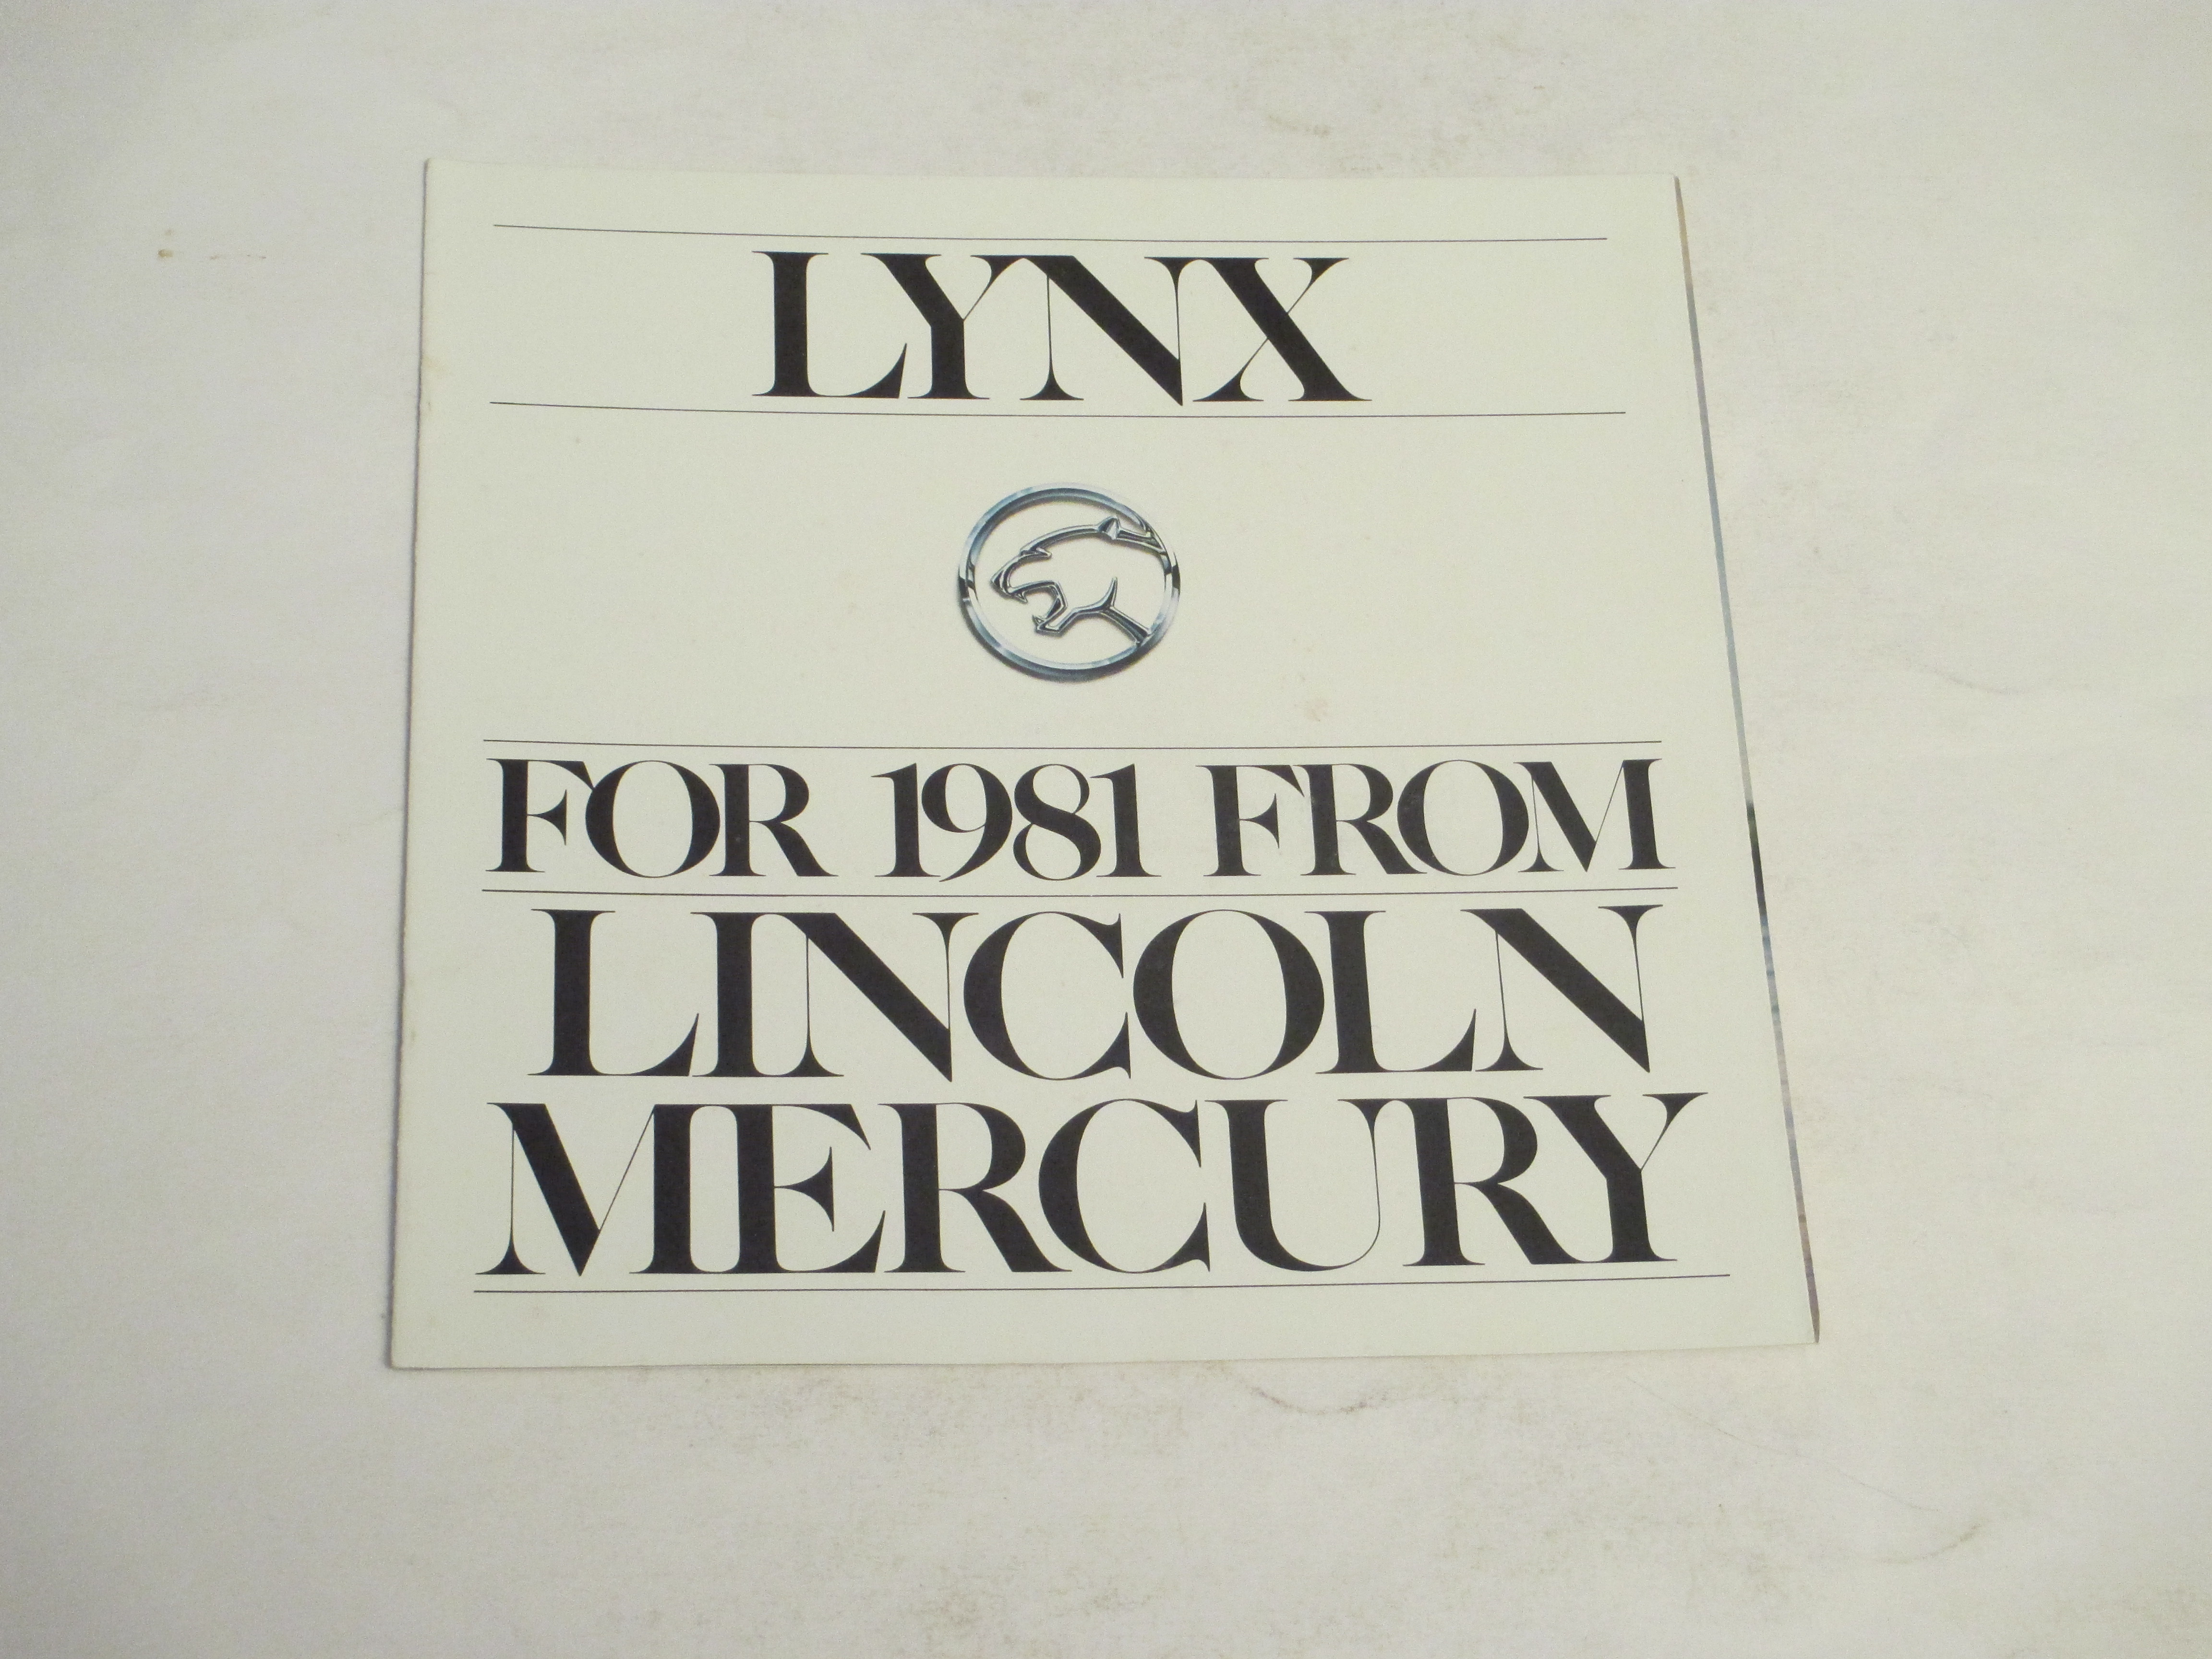 LYNX
FOR 1981 FROM
LINCOLN
MERCURY